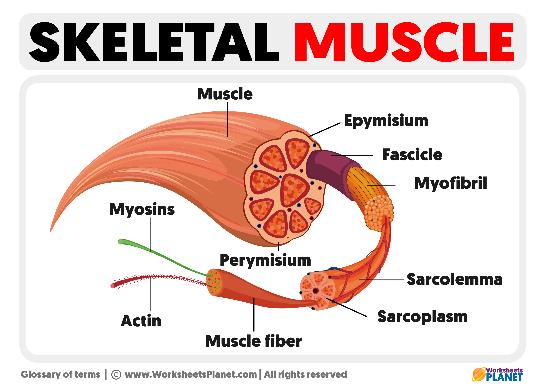 SKELETAL MUSCLE
Muscle
Epymisium
Fascicle
Myofibril
Myosins
Perymisium
Sarcolemma
Sarcoplasm
Actin
Muscle fiber
Glossary of terms | © www.WorksheetsPlanet.com | All rights reserved
Worksheets
PLANET